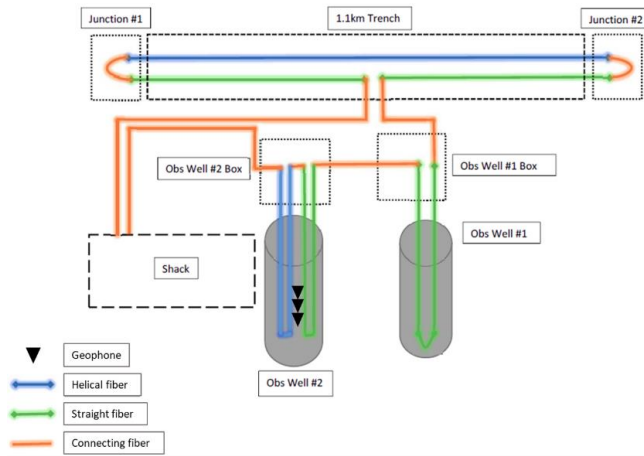 Junction #1
1.1km Trench
Junction #2
Obs Well #2 Box
Obs Well #1 Box
Obs Well #1
Shack
Geophone
Obs Well #2
Helical fiber
Straight fiber
Connecting fiber